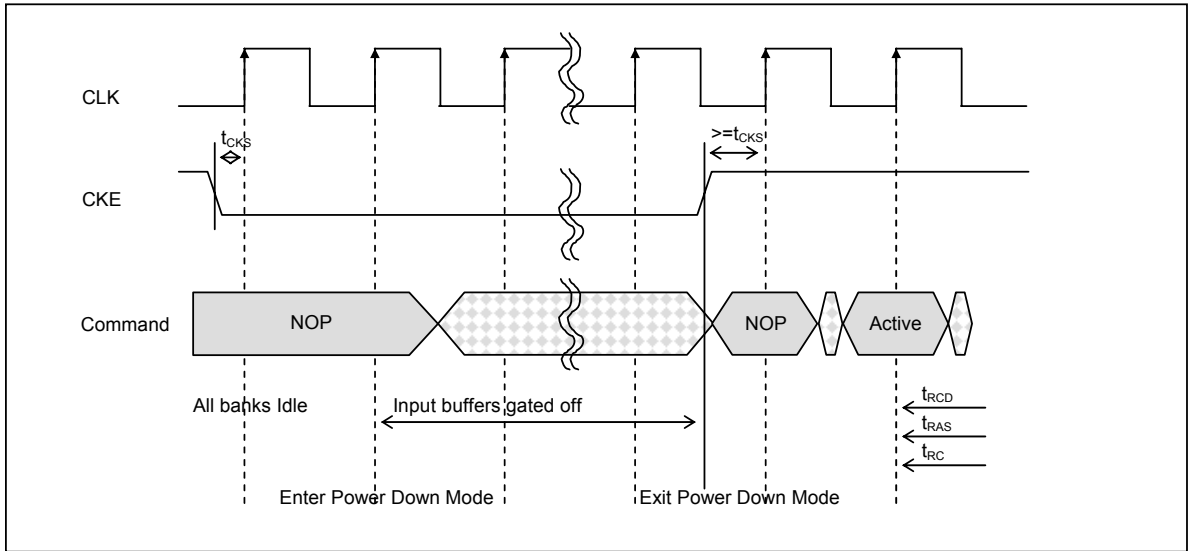 CLK
tCKS
>=tCKS
CKE
Command
NOP
NOP
Active
All banks Idle
Input buffers gated off
tRCD
tRAS
tRC
Enter Power Down Mode
Exit Power Down Mode